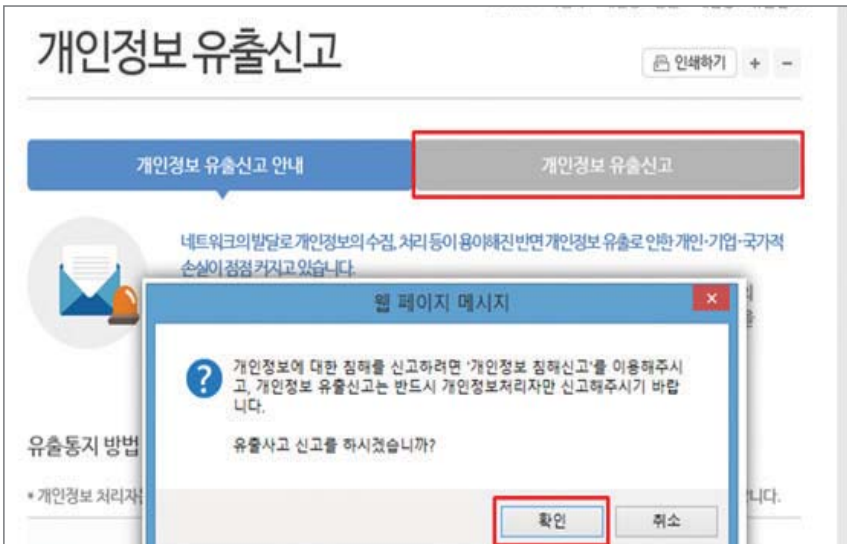 개인정보 유출신고
인쇄하기 + -
개인정보 유출신고 안내
개인정보 유출신고
네트워크의 발달로 개인정보의 수집, 처리 등이 용이해진 반면 개인정보 유출로 인한 개인·기업·국가적
손실이 점점 커지고 있습니다.
웹 페이지 메시지
개인정보에 대한 침해를 신고하려면 '개인정보 침해신고'를 이용해주시
고, 개인정보 유출신고는 반드시 개인정보처리자만 신고해주시기 바랍
니다.
유출사고 신고를 하시겠습니까?
유출통지 방법
* 개인정보 처리자
니다.
확인
취소